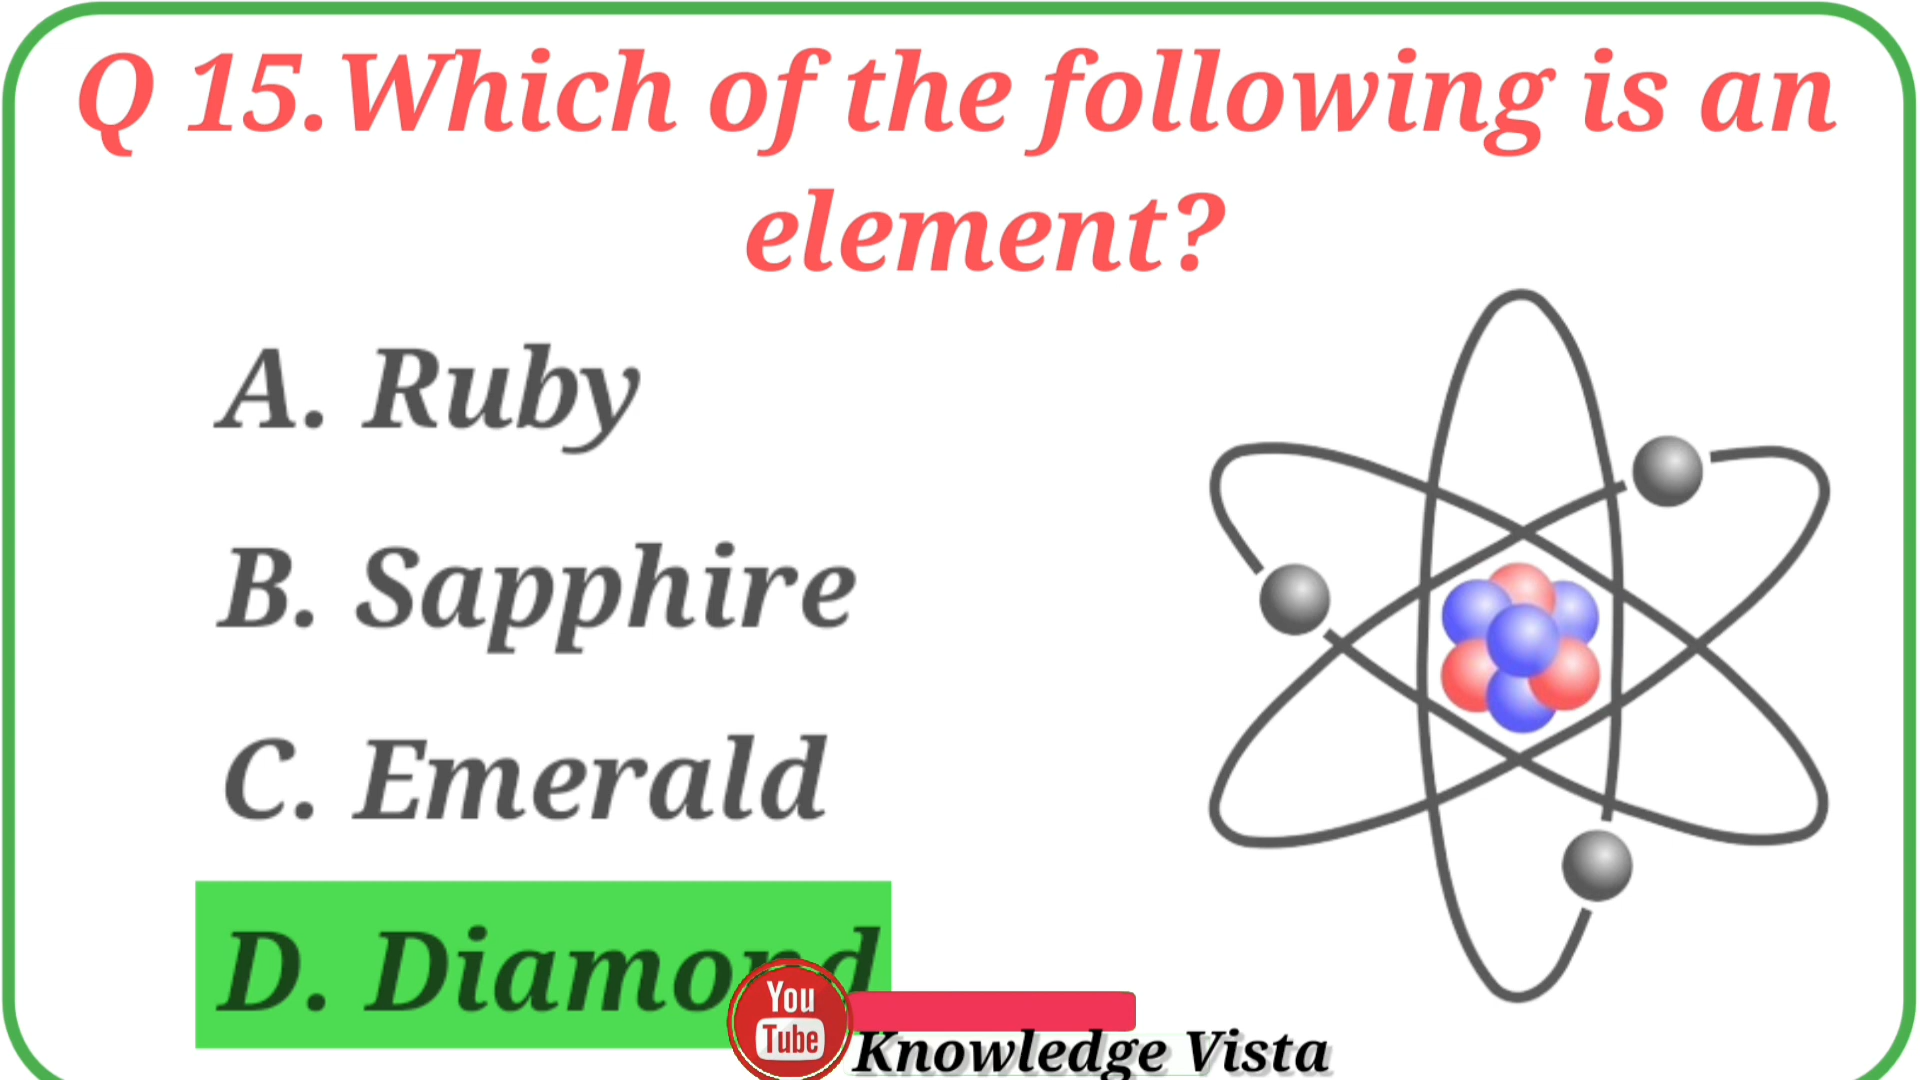 Q 15.Which of the following is an
element?
A. Ruby
B. Sapphire
C. Emerald
D. Diamond
You
Tube
Knowledge Vista